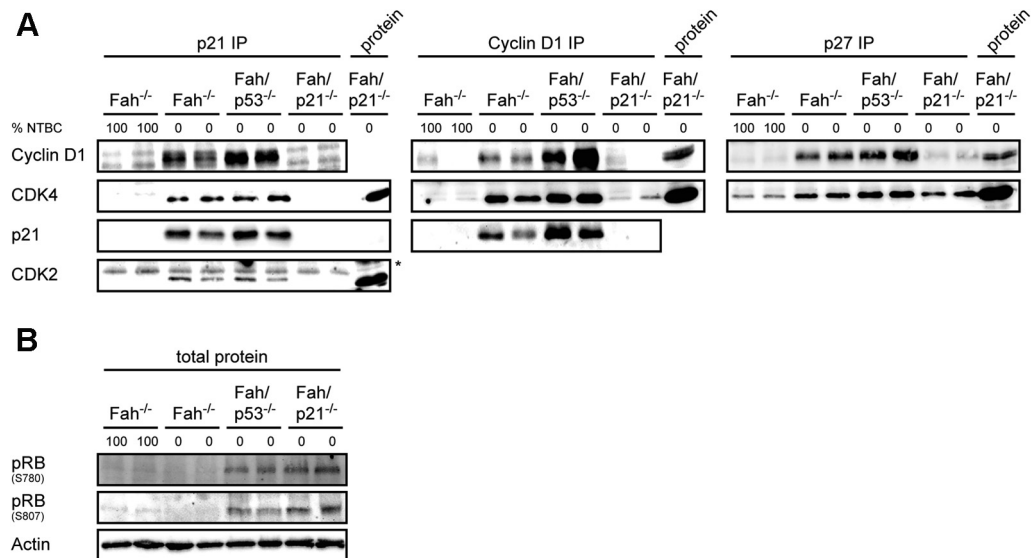 A
p21 IP protein Cyclin D1 IP protein p27 IP protein
Fah/ Fah/ Fah/ Fah/ Fah/ Fah/ Fah/ Fah/ Fah/
Fah-/- Fah-/- p53-/- p21-/- p21-/- Fah-/- Fah-/- p53-/- p21-/- p21-/- Fah-/- Fah-/- p53-/- p21-/- p21-/-
% NTBC 100 100 0 0 0 0 0 0 0 100 100 0 0 0 0 0 0 0 100 100 0 0 0 0 0 0 0
Cyclin D1
CDK4
p21
CDK2 *
B
total protein
Fah/ Fah/
Fah-/- Fah-/- p53-/- p21-/-
100 100 0 0 0 0 0 0
pRB
(S780)
pRB
(S807)
Actin